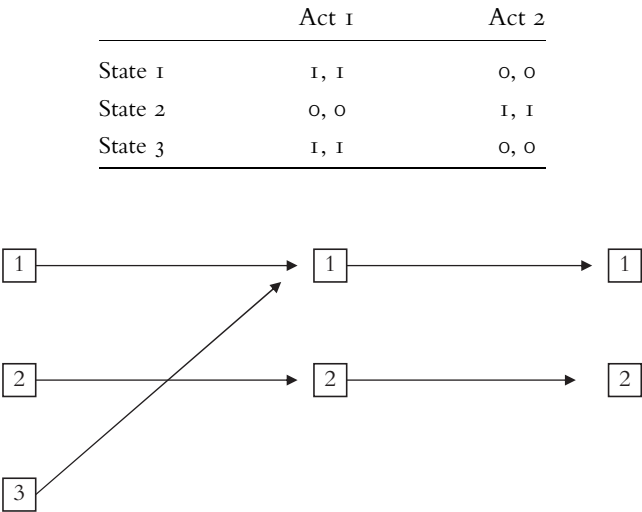 Act 1 Act 2
State 1 1, 1 0, 0
State 2 0, 0 1, 1
State 3 1, 1 0, 0
1 1 1
2 2 2
3